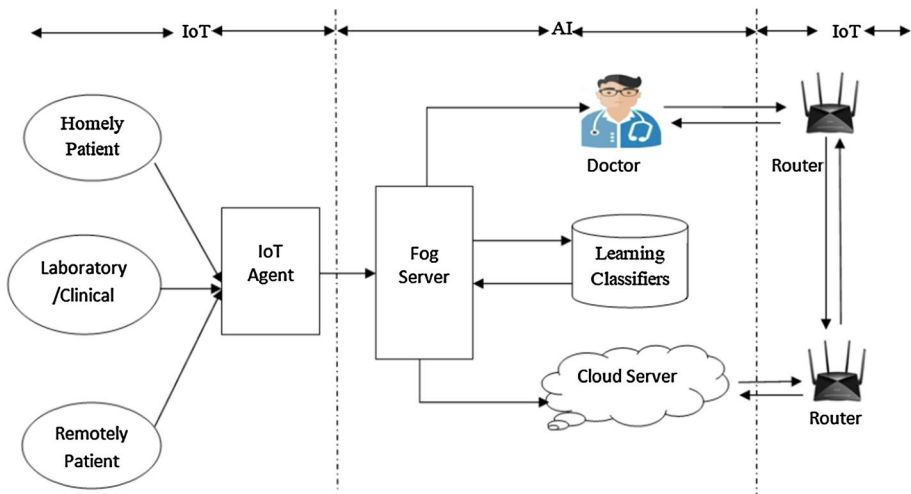 IoT
AI
IoT
Homely
Patient
Laboratory
/Clinical
Remotely
Patient
IoT
Agent
Fog
Server
Doctor
Learning
Classifiers
Cloud Server
Router
Router